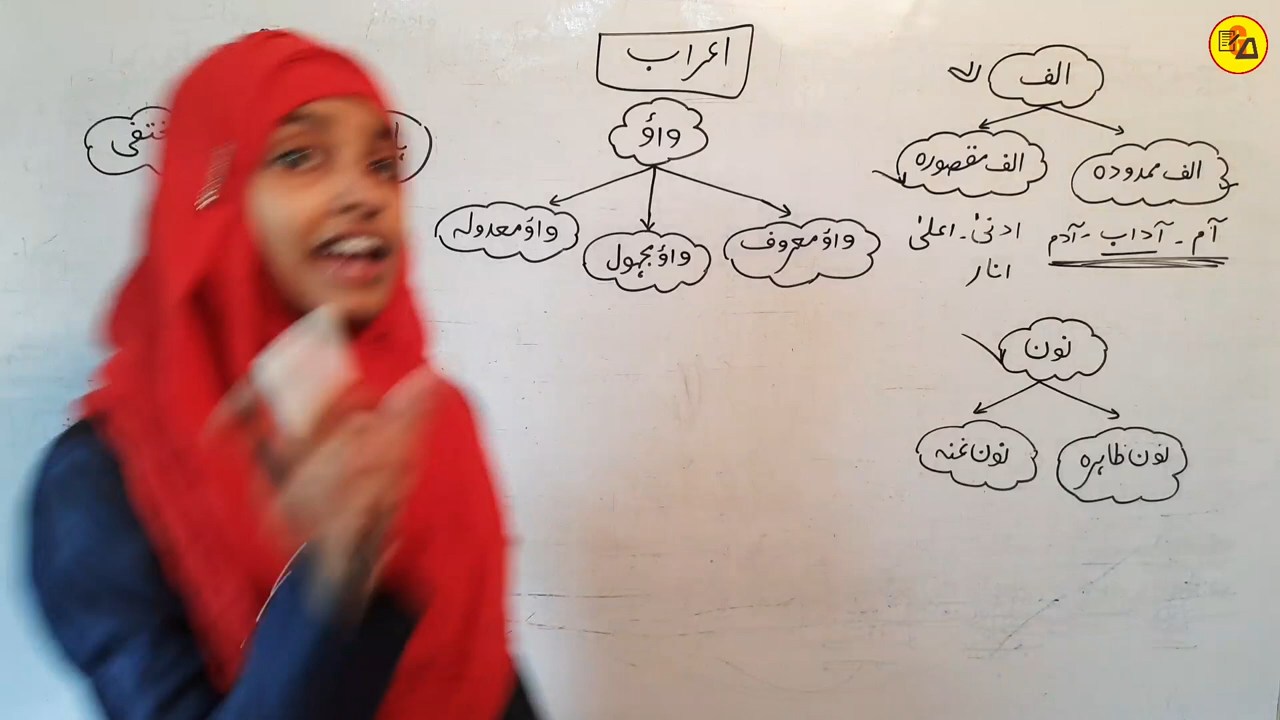 اعراب
الف
واؤ
الف ممدودہ
الف مقصورہ
آم - آداب - آدم
ادنیٰ - اعلیٰ
انار
واؤ معروف
واؤ مجہول
واؤ معدولہ
نون
نون ظاہرہ
نون غنہ